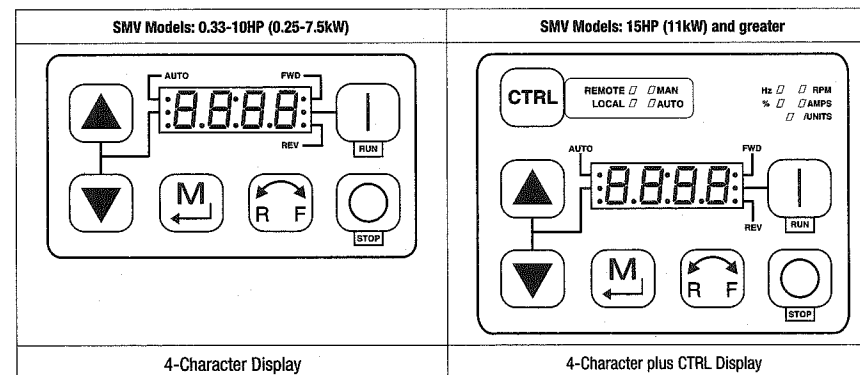 SMV Models: 0.33-10HP (0.25-7.5kW)
AUTO
FWD
8.8.8.8
REV
RUN
M
R F
STOP
4-Character Display
SMV Models: 15HP (11kW) and greater
CTRL
REMOTE MAN
LOCAL AUTO
Hz RPM
% AMPS
/UNITS
AUTO
FWD
8.8.8.8
REV
RUN
M
R F
STOP
4-Character plus CTRL Display